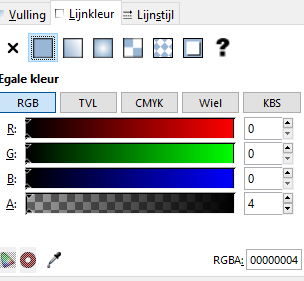 Vulling Lijnkleur Lijnstijl
Egale kleur
RGB TVL CMYK Wiel KBS
R: 0
G: 0
B: 0
A: 4
RGBA: 00000004